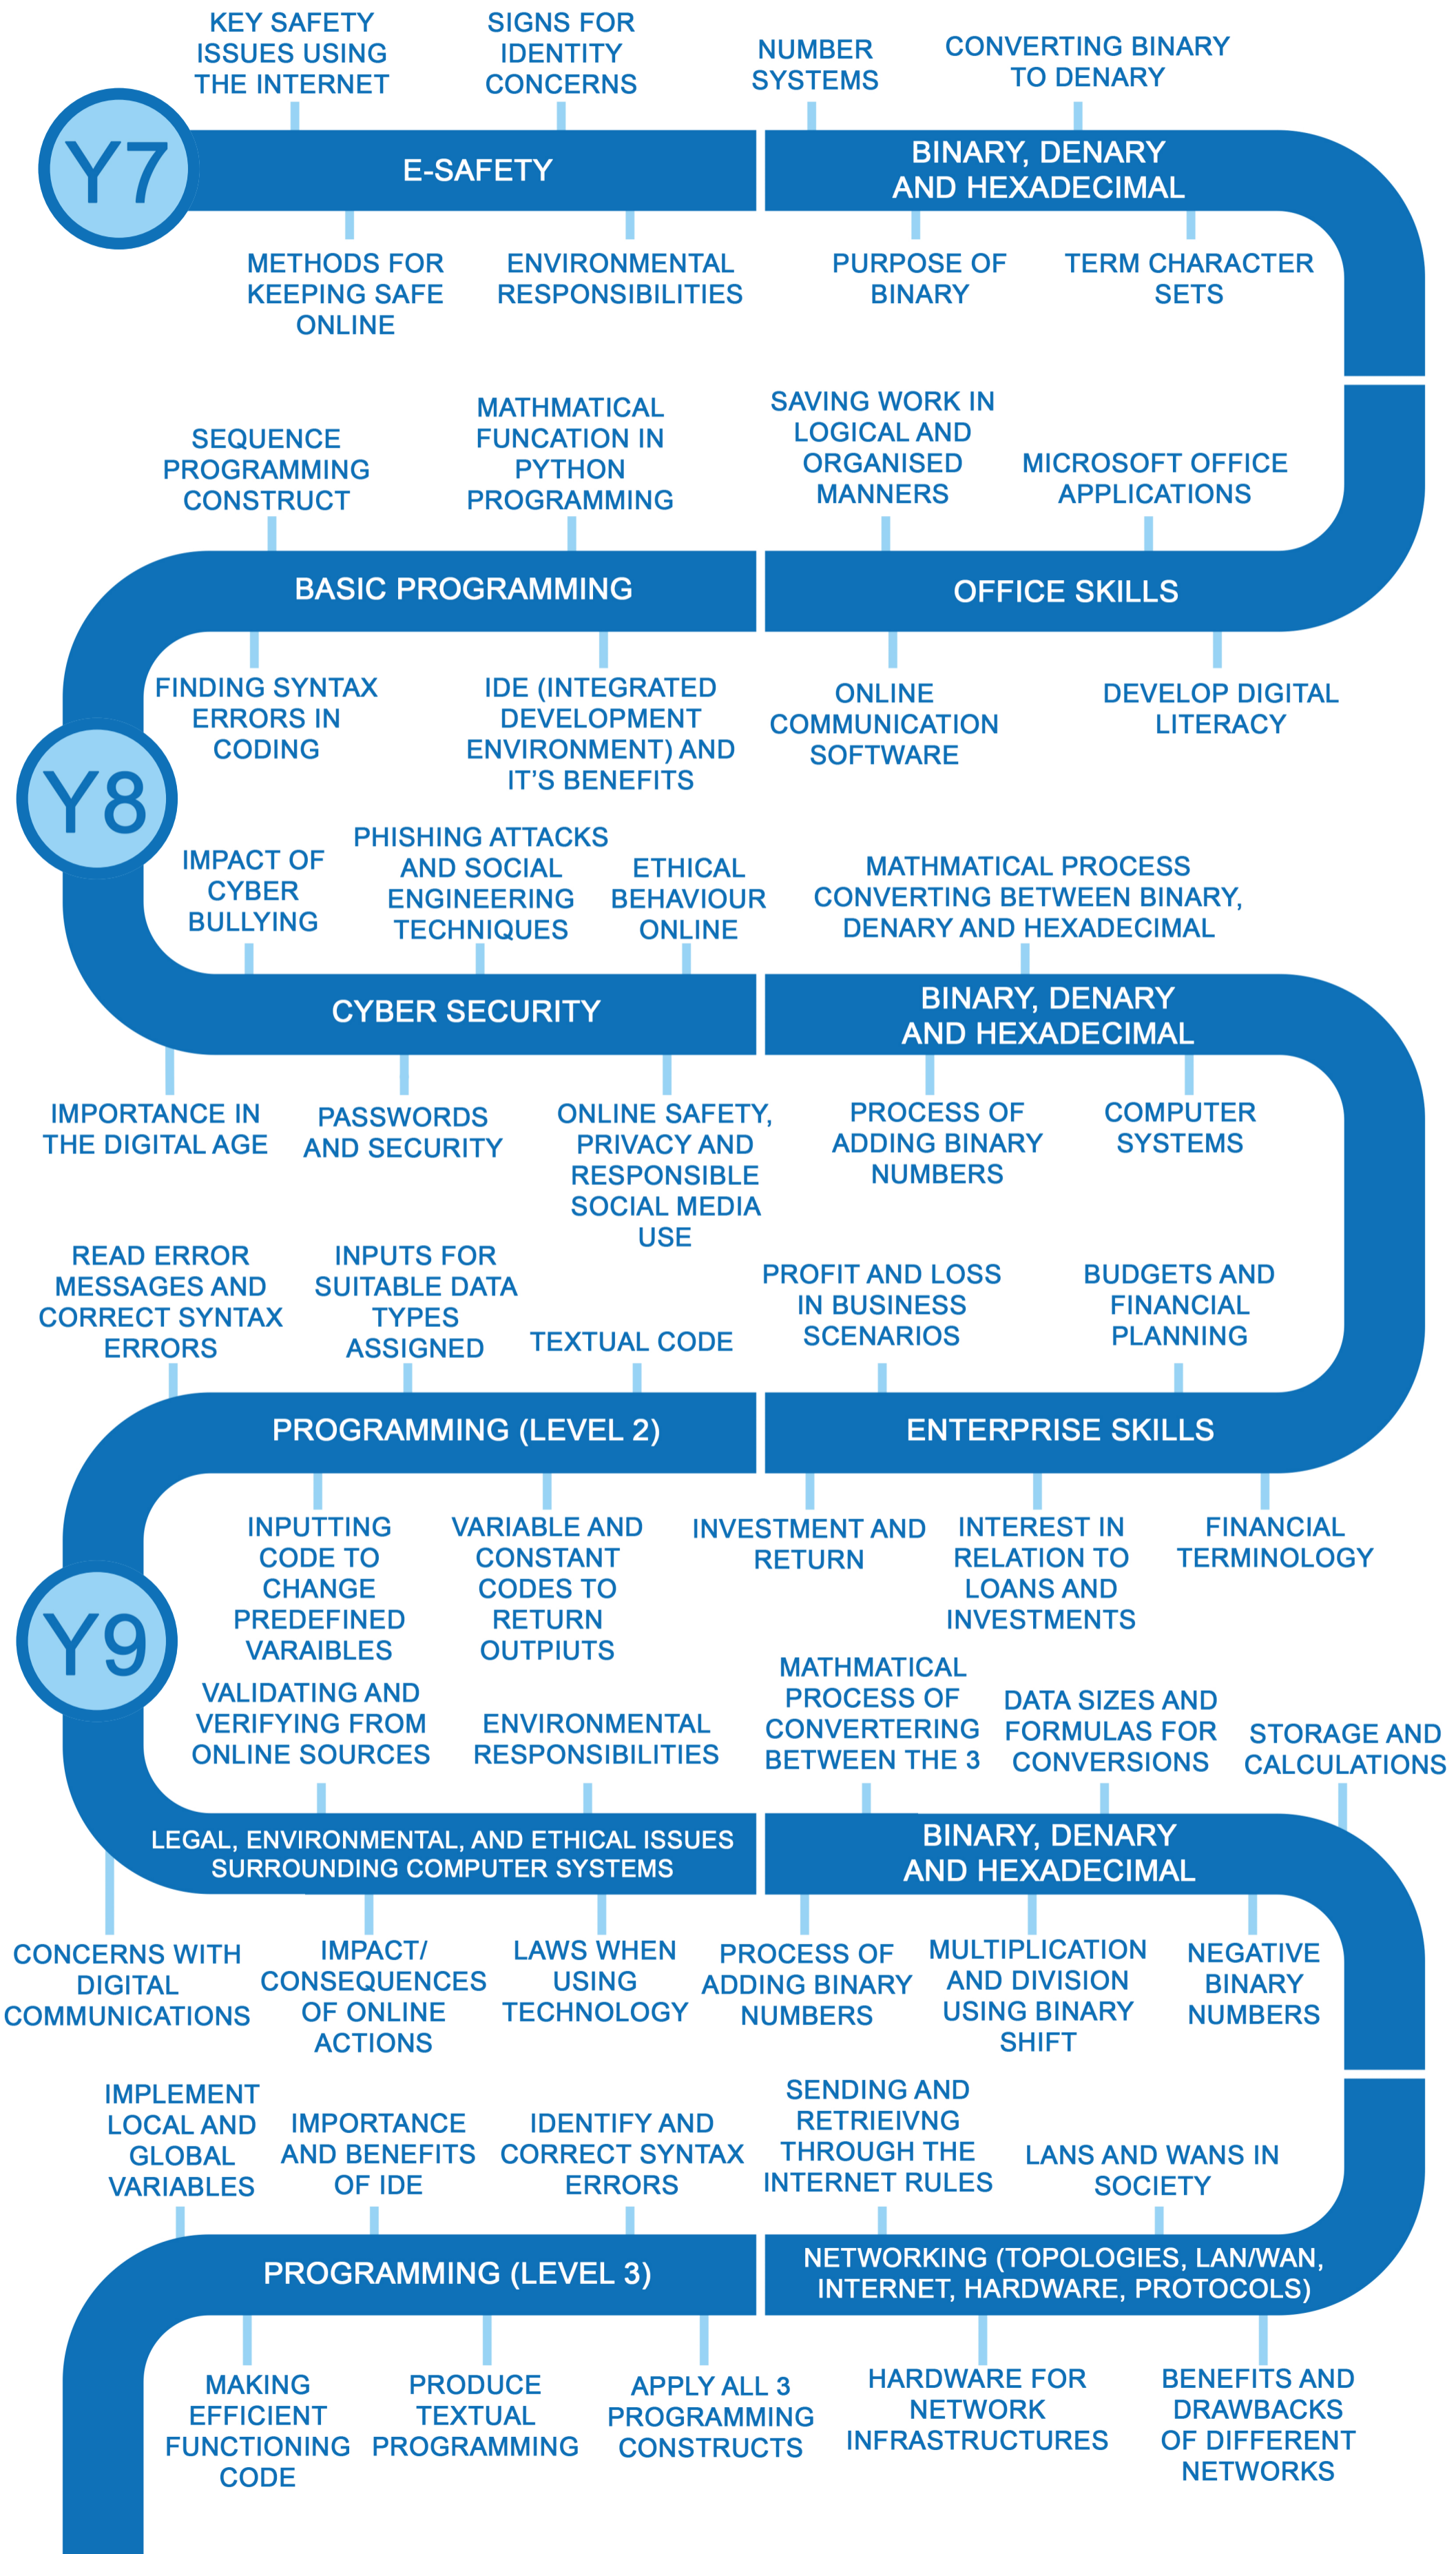 KEY SAFETY
ISSUES USING
THE INTERNET
SIGNS FOR
IDENTITY
CONCERNS
NUMBER
SYSTEMS
CONVERTING BINARY
TO DENARY
Y7
E-SAFETY
BINARY, DENARY
AND HEXADECIMAL
METHODS FOR
KEEPING SAFE
ONLINE
ENVIRONMENTAL
RESPONSIBILITIES
PURPOSE OF
BINARY
TERM CHARACTER
SETS
SEQUENCE
PROGRAMMING
CONSTRUCT
MATHMATICAL
FUNCATION IN
PYTHON
PROGRAMMING
SAVING WORK IN
LOGICAL AND
ORGANISED
MANNERS
MICROSOFT OFFICE
APPLICATIONS
BASIC PROGRAMMING
OFFICE SKILLS
FINDING SYNTAX
ERRORS IN
CODING
IDE (INTEGRATED
DEVELOPMENT
ENVIRONMENT) AND
IT'S BENEFITS
ONLINE
COMMUNICATION
SOFTWARE
DEVELOP DIGITAL
LITERACY
Y8
IMPACT OF
CYBER
BULLYING
PHISHING ATTACKS
AND SOCIAL
ENGINEERING
TECHNIQUES
ETHICAL
BEHAVIOUR
ONLINE
MATHMATICAL PROCESS
CONVERTING BETWEEN BINARY,
DENARY AND HEXADECIMAL
CYBER SECURITY
BINARY, DENARY
AND HEXADECIMAL
IMPORTANCE IN
THE DIGITAL AGE
PASSWORDS
AND SECURITY
ONLINE SAFETY,
PRIVACY AND
RESPONSIBLE
SOCIAL MEDIA
USE
PROCESS OF
ADDING BINARY
NUMBERS
COMPUTER
SYSTEMS
READ ERROR
MESSAGES AND
CORRECT SYNTAX
ERRORS
INPUTS FOR
SUITABLE DATA
TYPES
ASSIGNED
TEXTUAL CODE
PROFIT AND LOSS
IN BUSINESS
SCENARIOS
BUDGETS AND
FINANCIAL
PLANNING
PROGRAMMING (LEVEL 2)
ENTERPRISE SKILLS
INPUTTING
CODE TO
CHANGE
PREDEFINED
VARAIBLES
VARIABLE AND
CONSTANT
CODES TO
RETURN
OUTPIUTS
INVESTMENT AND
RETURN
INTEREST IN
RELATION TO
LOANS AND
INVESTMENTS
FINANCIAL
TERMINOLOGY
Y9
VALIDATING AND
VERIFYING FROM
ONLINE SOURCES
ENVIRONMENTAL
RESPONSIBILITIES
MATHMATICAL
PROCESS OF
CONVERTERING
BETWEEN THE 3
DATA SIZES AND
FORMULAS FOR
CONVERSIONS
STORAGE AND
CALCULATIONS
LEGAL, ENVIRONMENTAL, AND ETHICAL ISSUES
SURROUNDING COMPUTER SYSTEMS
BINARY, DENARY
AND HEXADECIMAL
CONCERNS WITH
DIGITAL
COMMUNICATIONS
IMPACT/
CONSEQUENCES
OF ONLINE
ACTIONS
LAWS WHEN
USING
TECHNOLOGY
PROCESS OF
ADDING BINARY
NUMBERS
MULTIPLICATION
AND DIVISION
USING BINARY
SHIFT
NEGATIVE
BINARY
NUMBERS
IMPLEMENT
LOCAL AND
GLOBAL
VARIABLES
IMPORTANCE
AND BENEFITS
OF IDE
IDENTIFY AND
CORRECT SYNTAX
ERRORS
SENDING AND
RETRIEIVNG
THROUGH THE
INTERNET RULES
LANS AND WANS IN
SOCIETY
PROGRAMMING (LEVEL 3)
NETWORKING (TOPOLOGIES, LAN/WAN,
INTERNET, HARDWARE, PROTOCOLS)
MAKING
EFFICIENT
FUNCTIONING
CODE
PRODUCE
TEXTUAL
PROGRAMMING
APPLY ALL 3
PROGRAMMING
CONSTRUCTS
HARDWARE FOR
NETWORK
INFRASTRUCTURES
BENEFITS AND
DRAWBACKS
OF DIFFERENT
NETWORKS